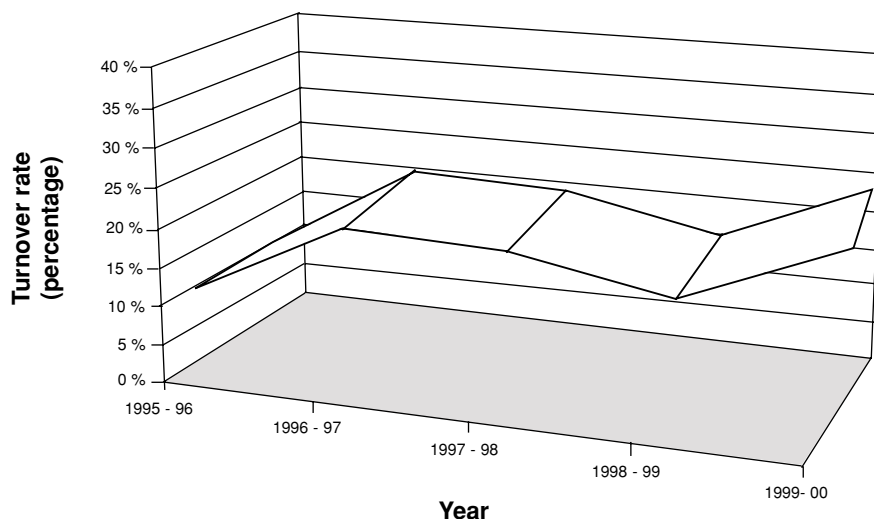 40 %
35 %
30 %
25 %
20 %
15 %
10 %
5 %
0 %
Turnover rate
(percentage)
1995 - 96
1996 - 97
1997 - 98
1998 - 99
1999- 00
Year